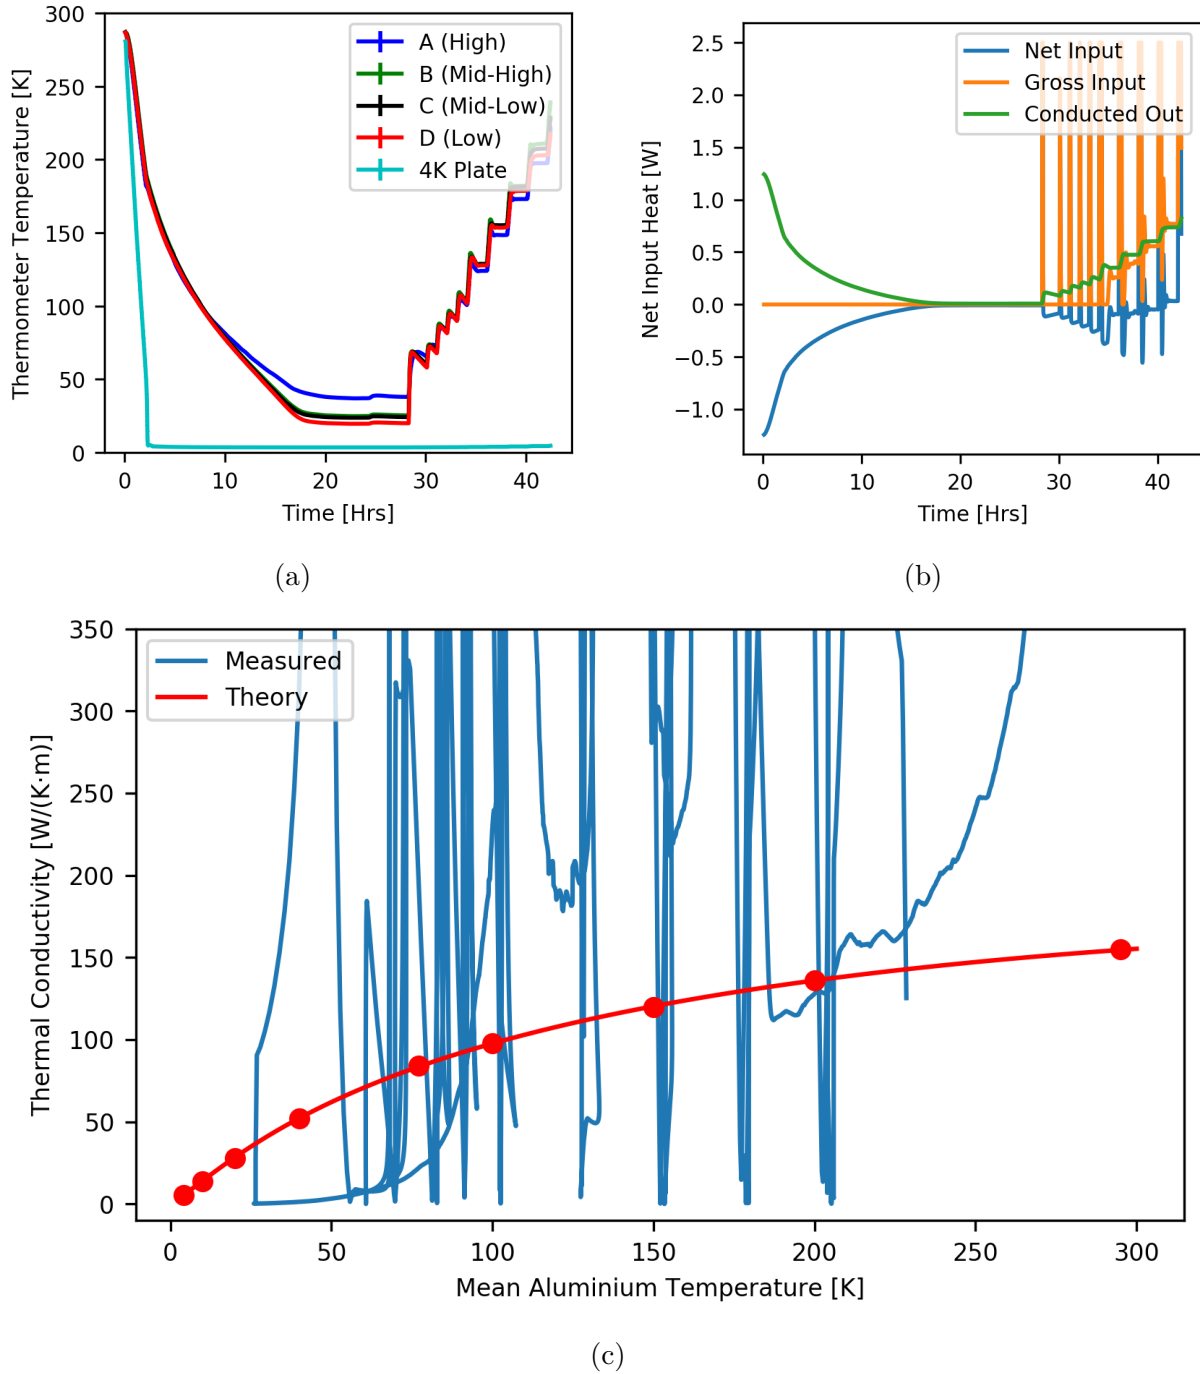 300
250
200
150
100
50
0
Thermometer Temperature [K]
A (High)
B (Mid-High)
C (Mid-Low)
D (Low)
4K Plate
0
10
20
30
40
Time [Hrs]
(a)
2.5
2.0
1.5
1.0
0.5
0.0
−0.5
−1.0
Net Input Heat [W]
Net Input
Gross Input
Conducted Out
0
10
20
30
40
Time [Hrs]
(b)
350
300
250
200
150
100
50
0
Thermal Conductivity [W/(K·m)]
Measured
Theory
0
50
100
150
200
250
300
Mean Aluminium Temperature [K]
(c)